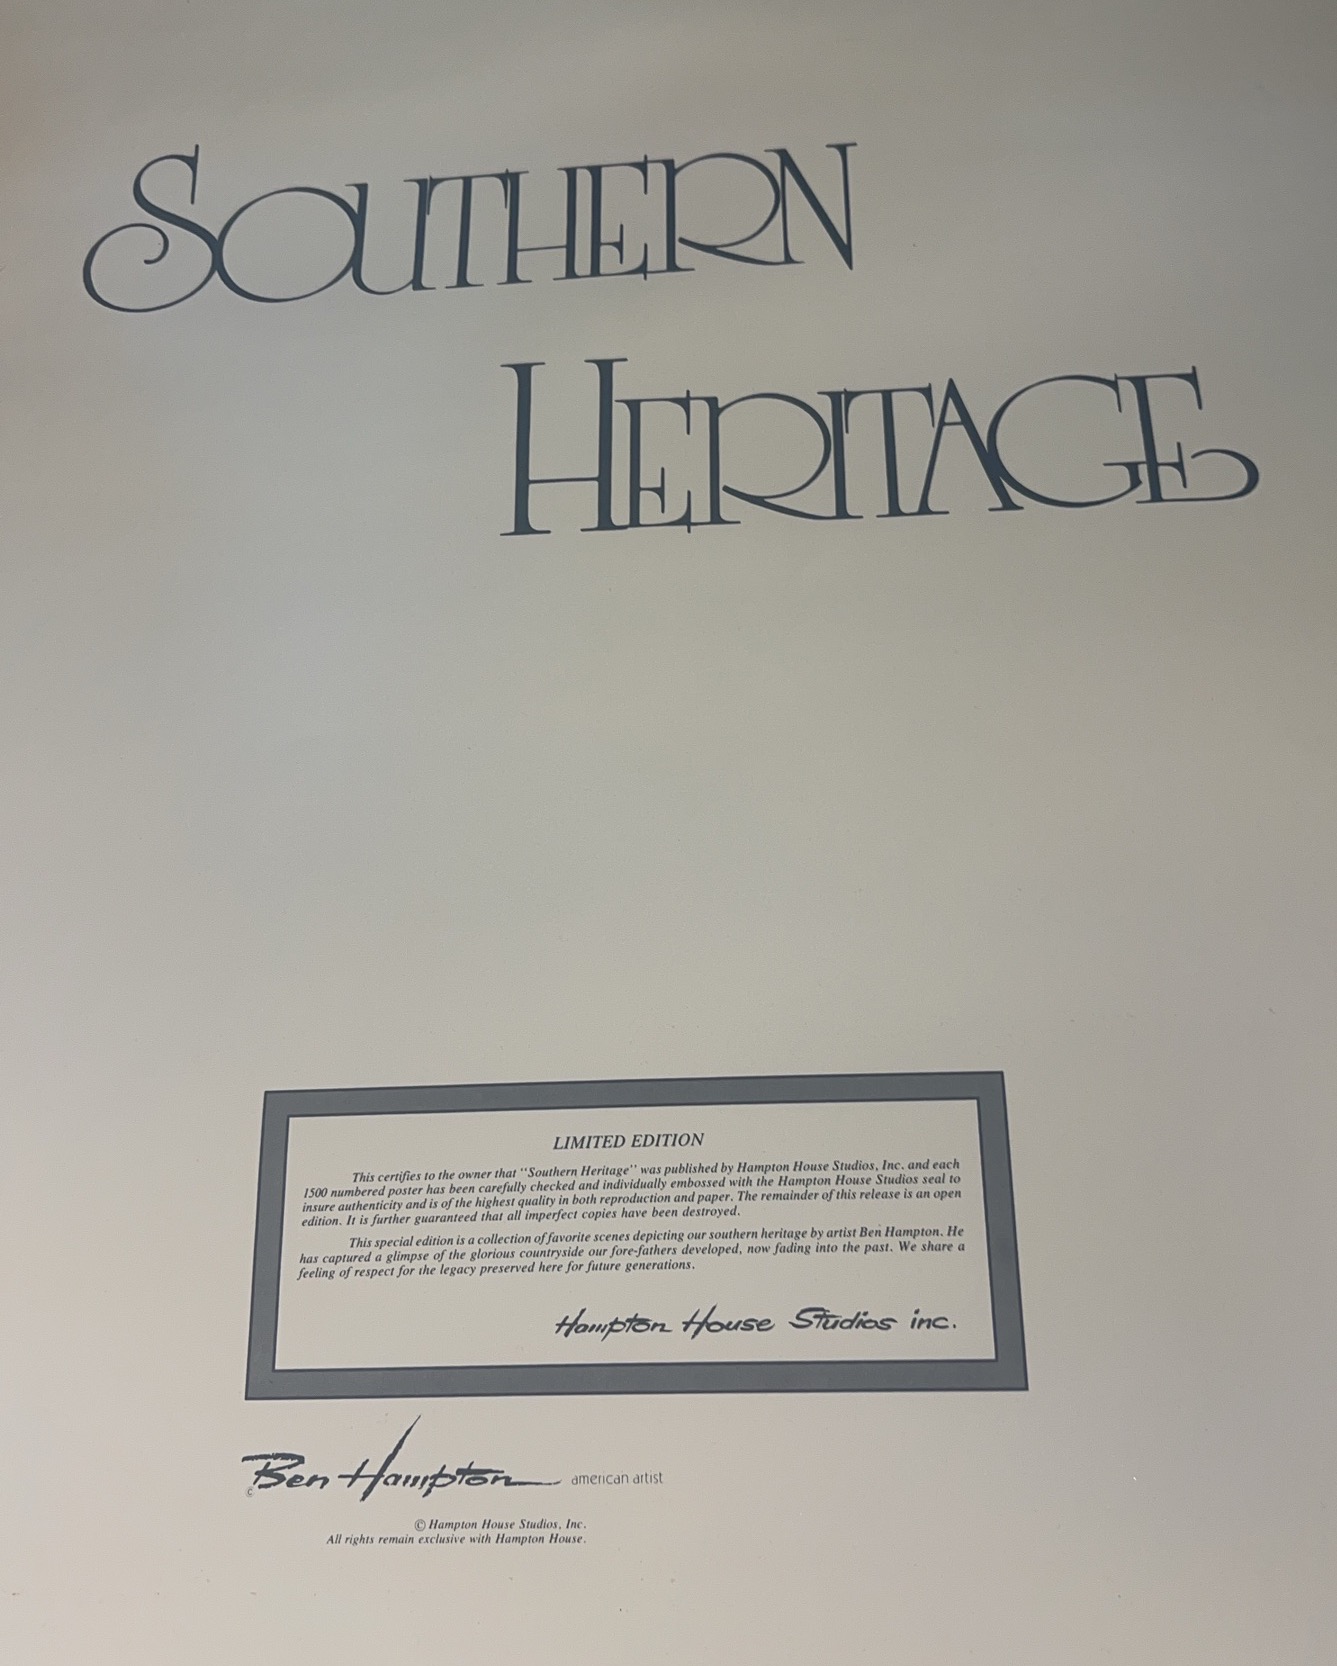 SOUTHERN
HERITAGE
LIMITED EDITION
This certifies to the owner that "Southern Heritage" was published by Hampton House Studios, Inc. and each
1500 numbered poster has been carefully checked and individually embossed with the Hampton House Studios seal to
insure authenticity and is of the highest quality in both reproduction and paper. The remainder of this release is an open
edition. It is further guaranteed that all imperfect copies have been destroyed.
This special edition is a collection of favorite scenes depicting our southern heritage by artist Ben Hampton. He
has captured a glimpse of the glorious countryside our fore-fathers developed, now fading into the past. We share a
feeling of respect for the legacy preserved here for future generations.
Hampton House Studios inc.
© Ben Hampton american artist
© Hampton House Studios, Inc.
All rights remain exclusive with Hampton House.